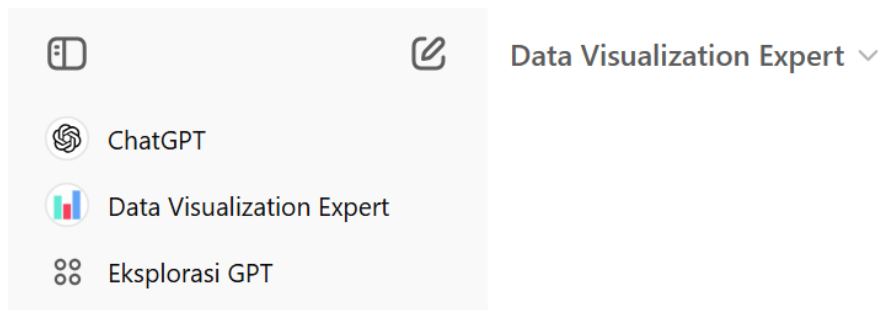 Data Visualization Expert
ChatGPT
Data Visualization Expert
Eksplorasi GPT